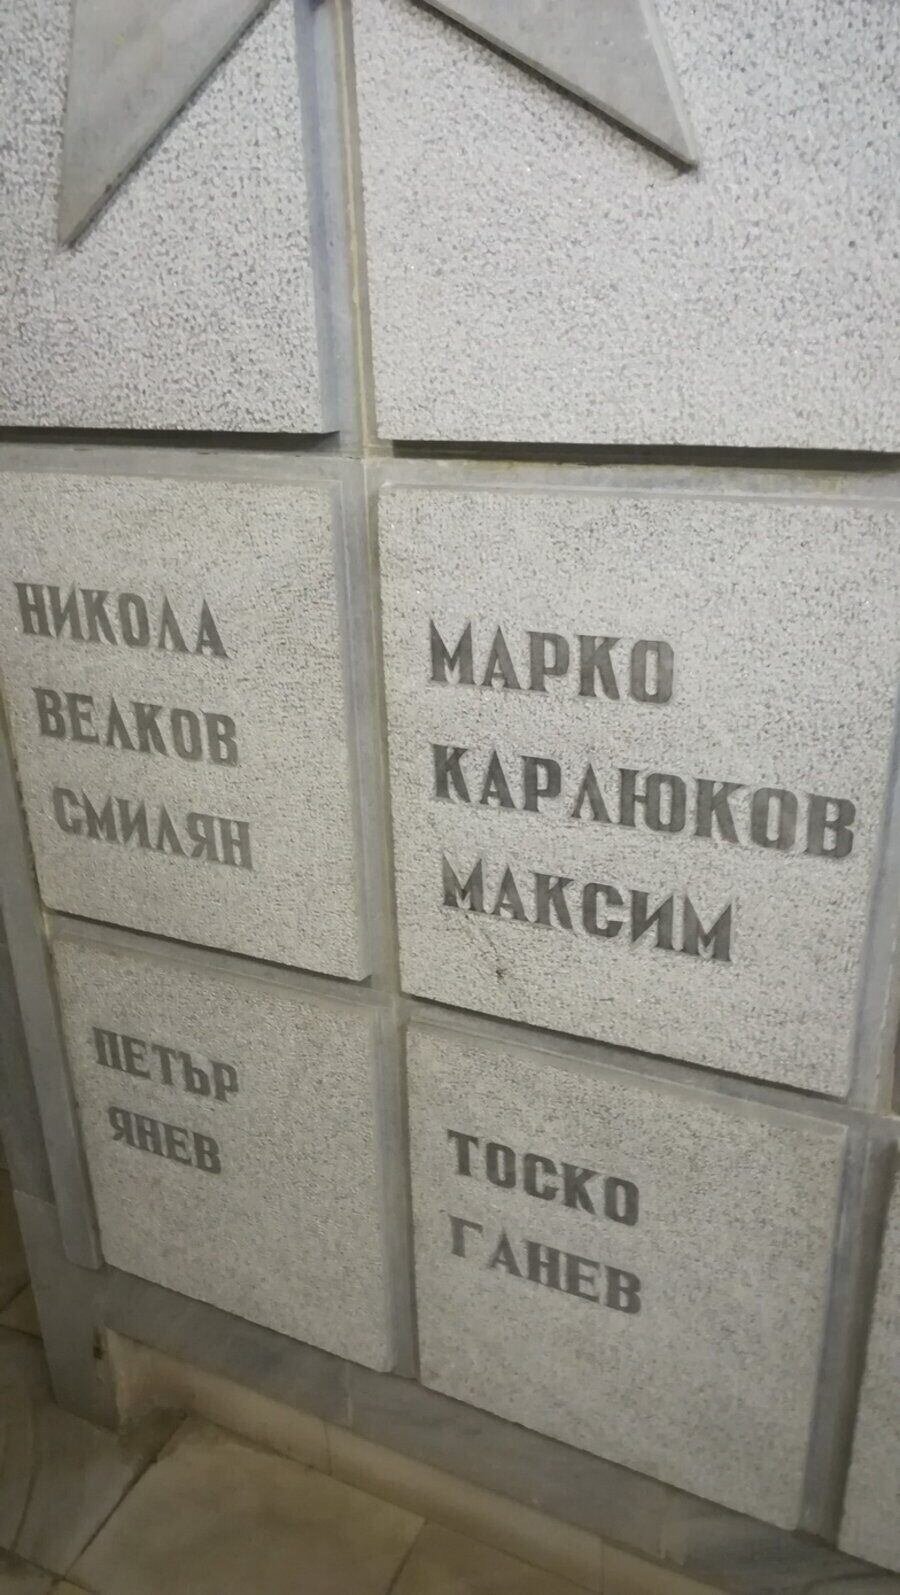 НИКОЛА
ВЕЛКОВ
СМИЛЯН
МАРКО
КАРЛЮКОВ
МАКСИМ
ПЕТЪР
ЯНЕВ
ТОСКО
ГАНЕВ